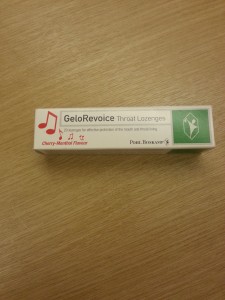 GeloRevoice Throat Lozenges
Cherry-Menthol Flavour
POHL BOSKAMP